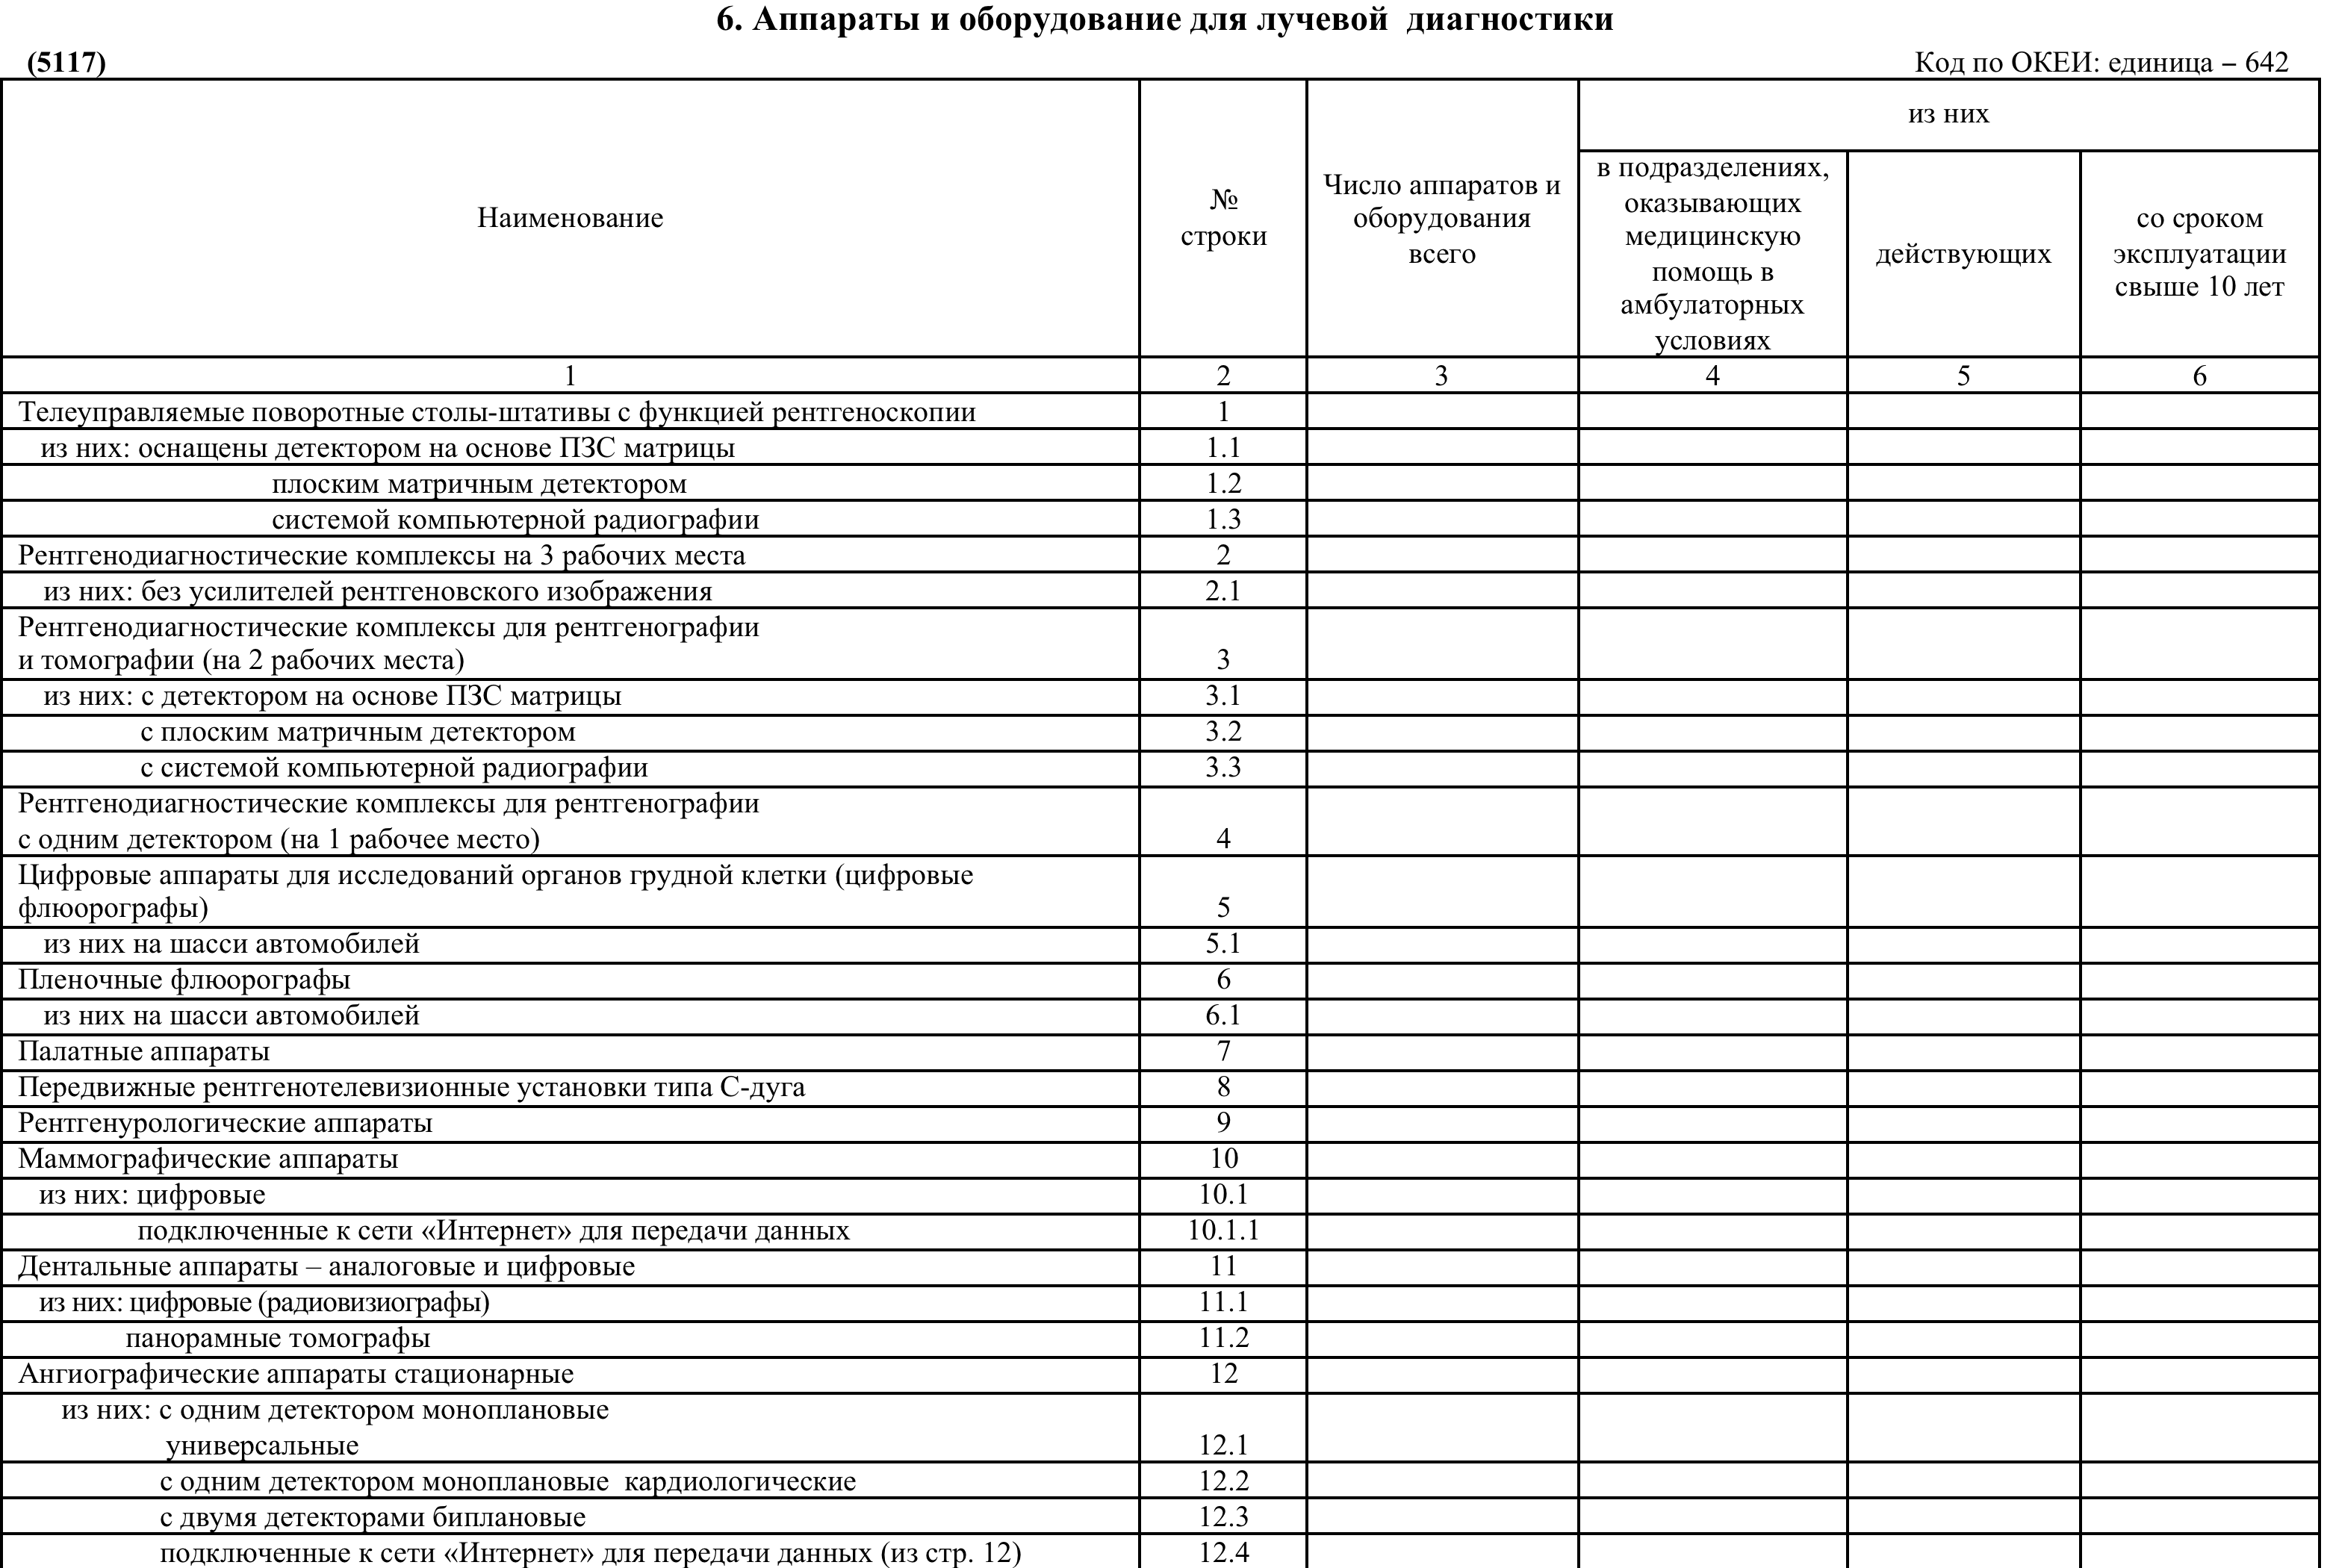 6. Аппараты и оборудование для лучевой диагностики
(5117)
Код по ОКЕИ: единица – 642
Наименование
№
строки
Число аппаратов и
оборудования
всего
из них
в подразделениях,
оказывающих
медицинскую
помощь в
амбулаторных
условиях
действующих
со сроком
эксплуатации
свыше 10 лет
1 2 3 4 5 6
Телеуправляемые поворотные столы-штативы с функцией рентгеноскопии 1
из них: оснащены детектором на основе ПЗС матрицы 1.1
плоским матричным детектором 1.2
системой компьютерной радиографии 1.3
Рентгенодиагностические комплексы на 3 рабочих места 2
из них: без усилителей рентгеновского изображения 2.1
Рентгенодиагностические комплексы для рентгенографии
и томографии (на 2 рабочих места) 3
из них: с детектором на основе ПЗС матрицы 3.1
с плоским матричным детектором 3.2
с системой компьютерной радиографии 3.3
Рентгенодиагностические комплексы для рентгенографии
с одним детектором (на 1 рабочее место) 4
Цифровые аппараты для исследований органов грудной клетки (цифровые
флюорографы) 5
из них на шасси автомобилей 5.1
Пленочные флюорографы 6
из них на шасси автомобилей 6.1
Палатные аппараты 7
Передвижные рентгенотелевизионные установки типа С-дуга 8
Рентгенурологические аппараты 9
Маммографические аппараты 10
из них: цифровые 10.1
подключенные к сети «Интернет» для передачи данных 10.1.1
Дентальные аппараты – аналоговые и цифровые 11
из них: цифровые (радиовизиографы) 11.1
панорамные томографы 11.2
Ангиографические аппараты стационарные 12
из них: с одним детектором моноплановые
универсальные 12.1
с одним детектором моноплановые кардиологические 12.2
с двумя детекторами биплановые 12.3
подключенные к сети «Интернет» для передачи данных (из стр. 12) 12.4